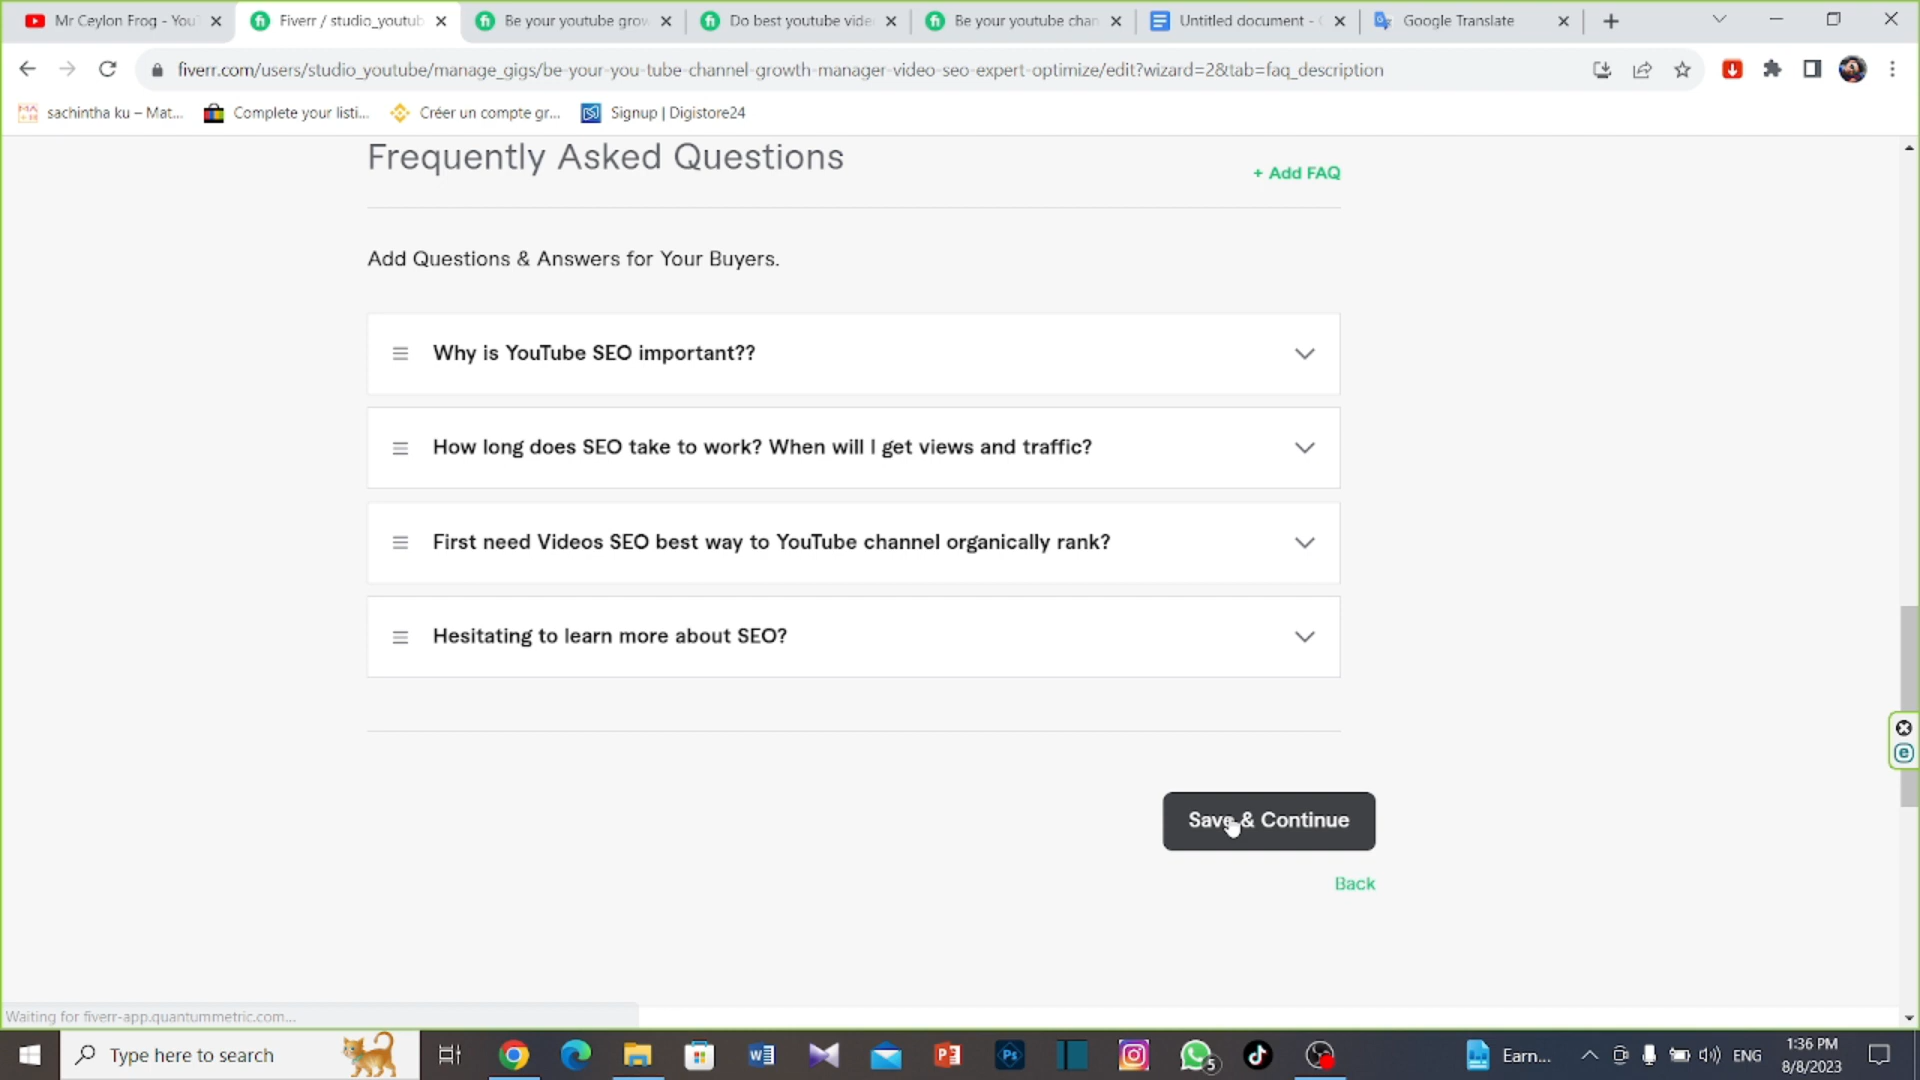 Mr Ceylon Frog - You
Fiverr / studio_youtub
Be your youtube grov
Do best youtube vide
Be your youtube chan
Untitled document -
Google Translate
fiverr.com/users/studio_youtube/manage_gigs/be-your-you-tube-channel-growth-manager-video-seo-expert-optimize/edit?wizard=2&tab=faq_description
sachintha ku – Mat...
Complete your listi...
Créer un compte gr...
Signup | Digistore24
Frequently Asked Questions
+ Add FAQ
Add Questions & Answers for Your Buyers.
Why is YouTube SEO important??
How long does SEO take to work? When will I get views and traffic?
First need Videos SEO best way to YouTube channel organically rank?
Hesitating to learn more about SEO?
Save & Continue
Back
Waiting for fiverr-app.quantummetric.com...
Type here to search
Ps
5
Earn...
ENG
1:36 PM
8/8/2023